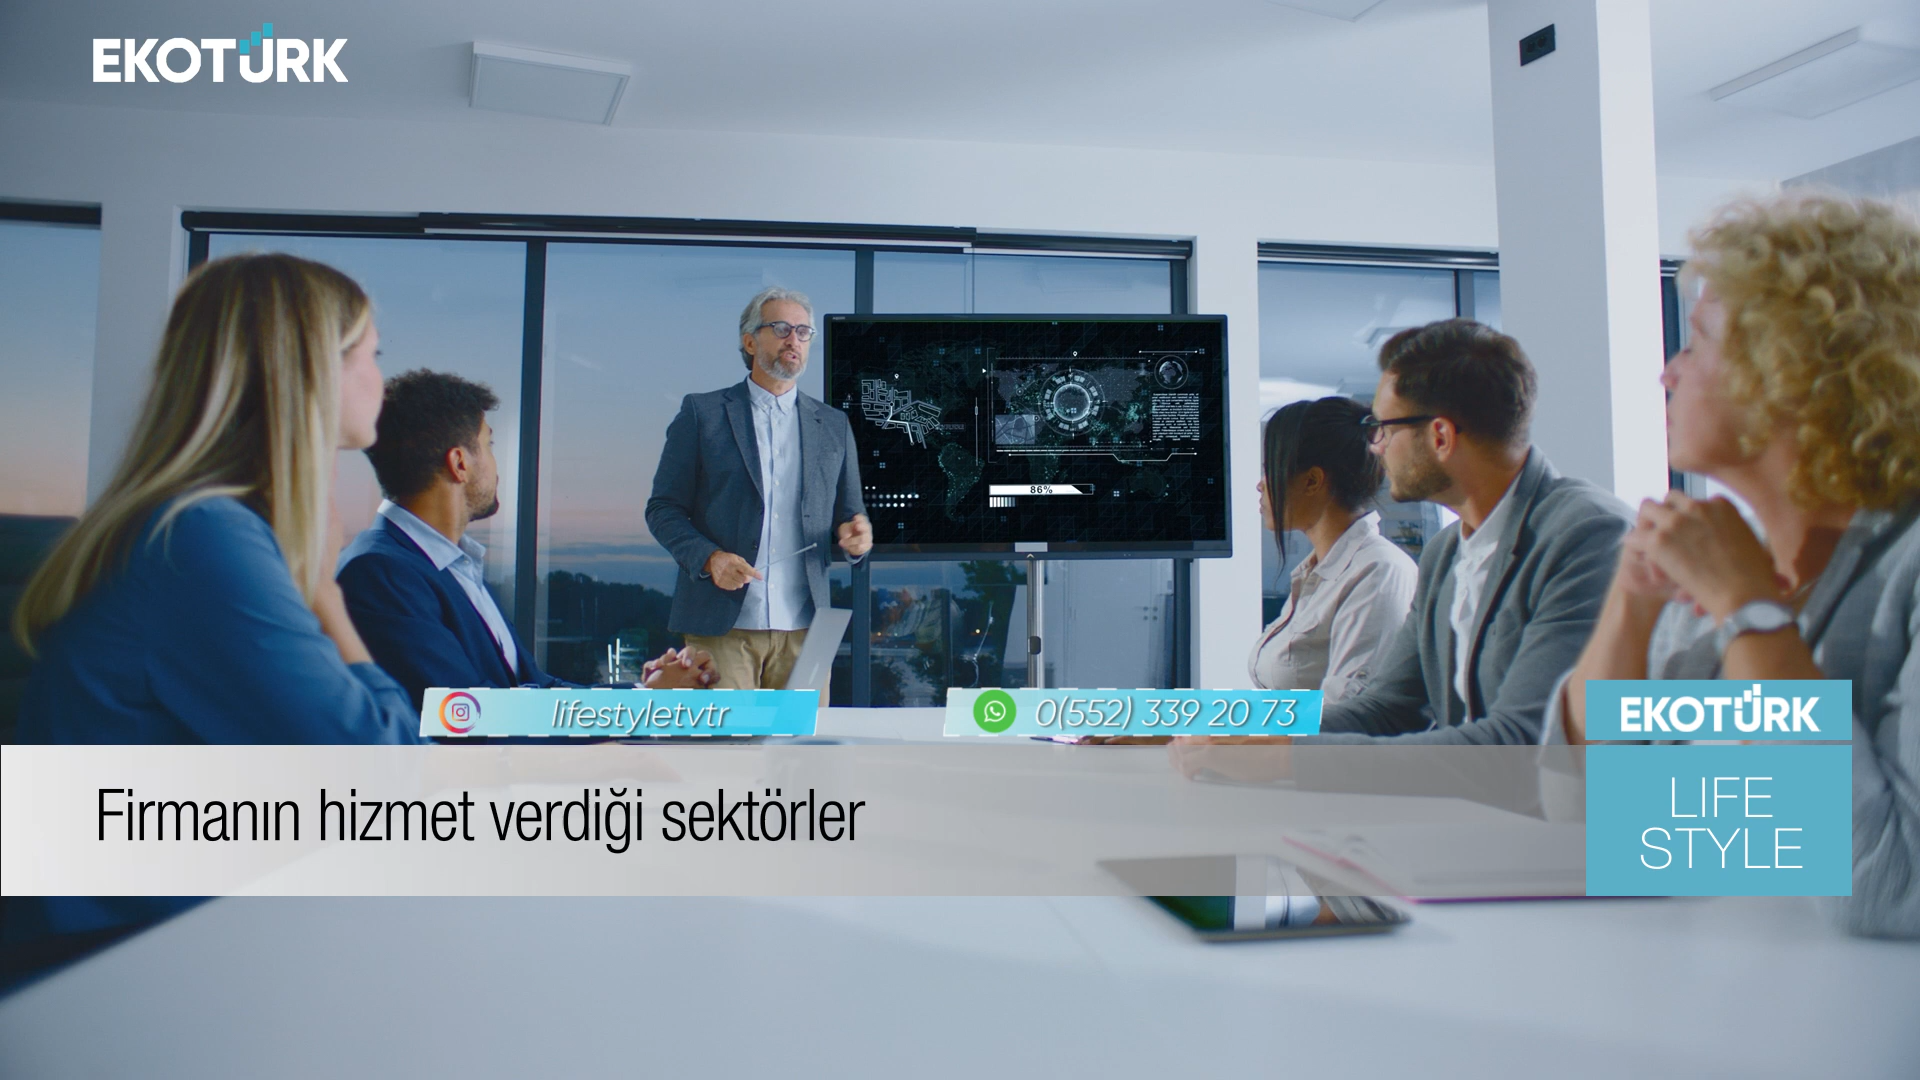 EKOTÜRK
86%
lifestyletvtr
0(552) 339 20 73
EKOTÜRK
Firmanın hizmet verdiği sektörler
LIFE
STYLE